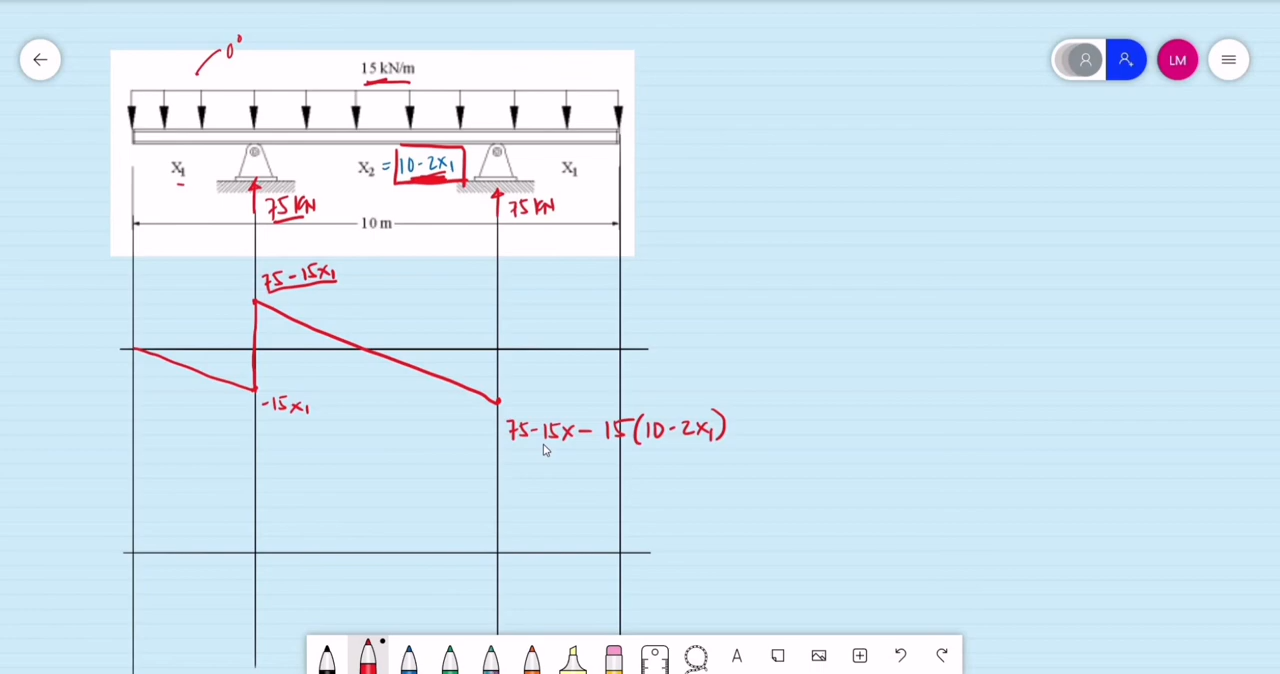 0°
15 kN/m
X1 X2 = 10-2x1 X1
75 KN 75 KN
10 m
75-15x1
-15x1
75-15x-15(10-2x1)
LM
A